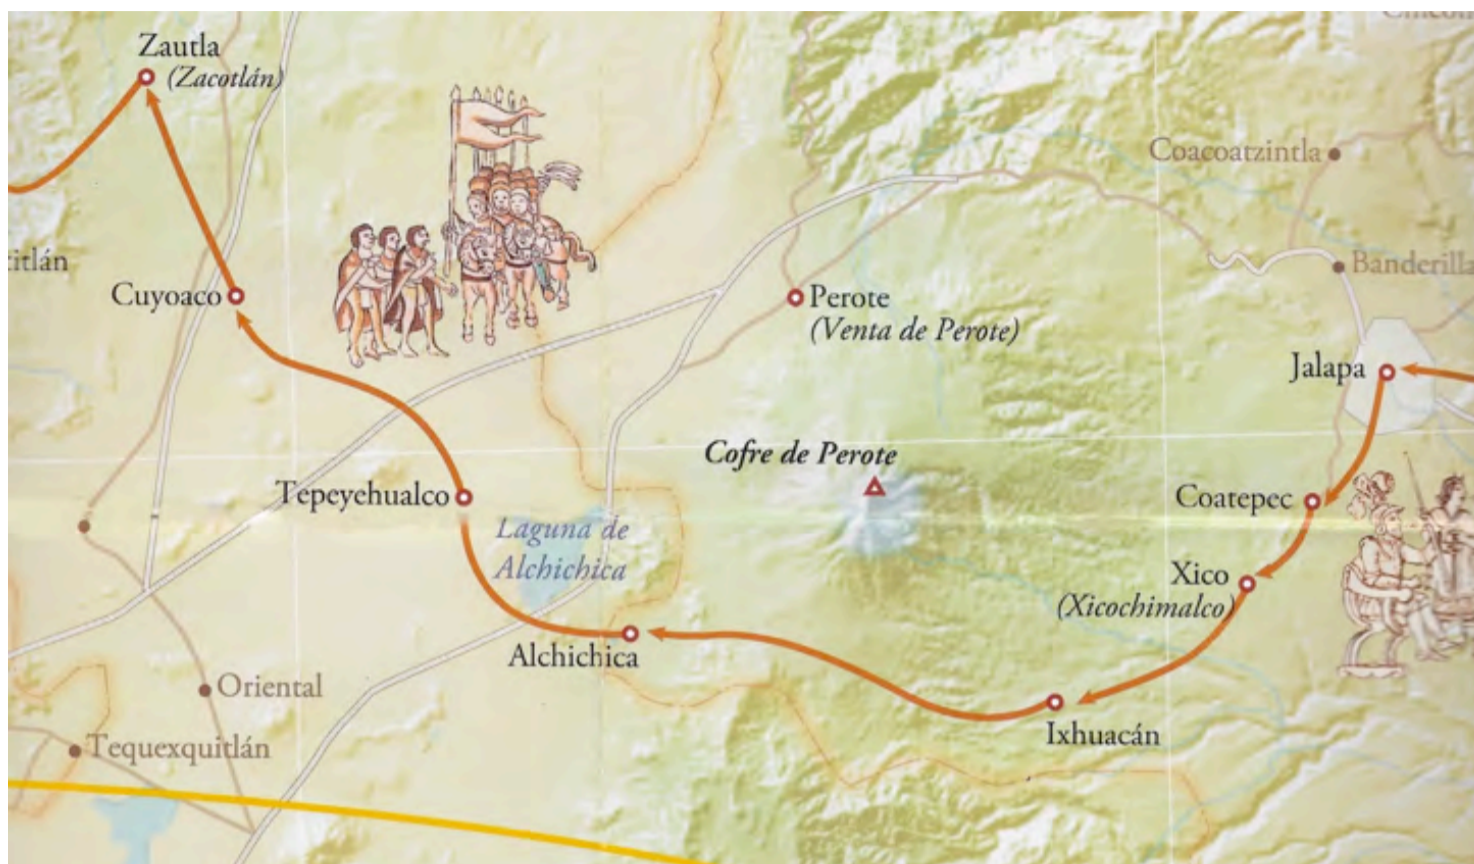 Zautla
(Zacotlán)
Coacoatzintla
Banderilla
Cuyoaco
Perote
(Venta de Perote)
Jalapa
Cofre de Perote
Tepeyehualco
Coatepec
Laguna de
Alchichica
Xico
(Xicochimalco)
Alchichica
Oriental
Ixhuacán
Tequexquitlán